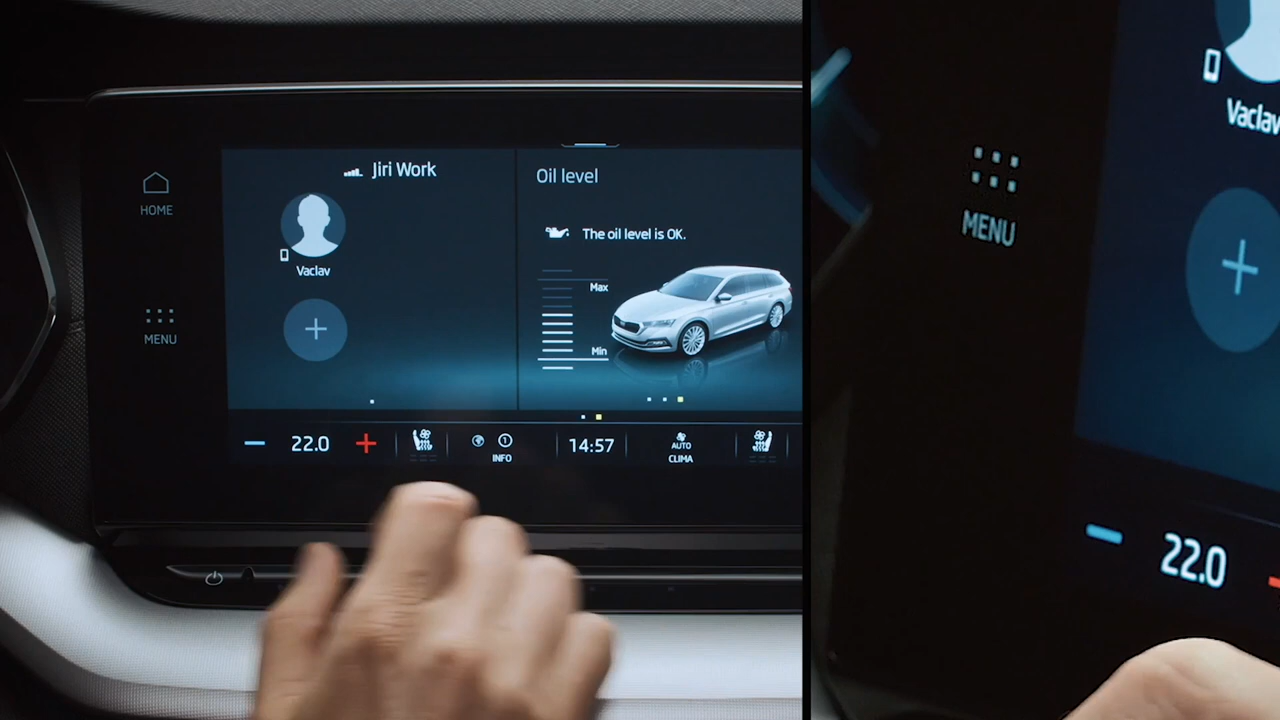 Jiri Work
HOME
Vaclav
MENU
Oil level
The oil level is OK.
Max
Min
22.0
1
INFO
14:57
AUTO
CLIMA
Vaclav
MENU
22.0